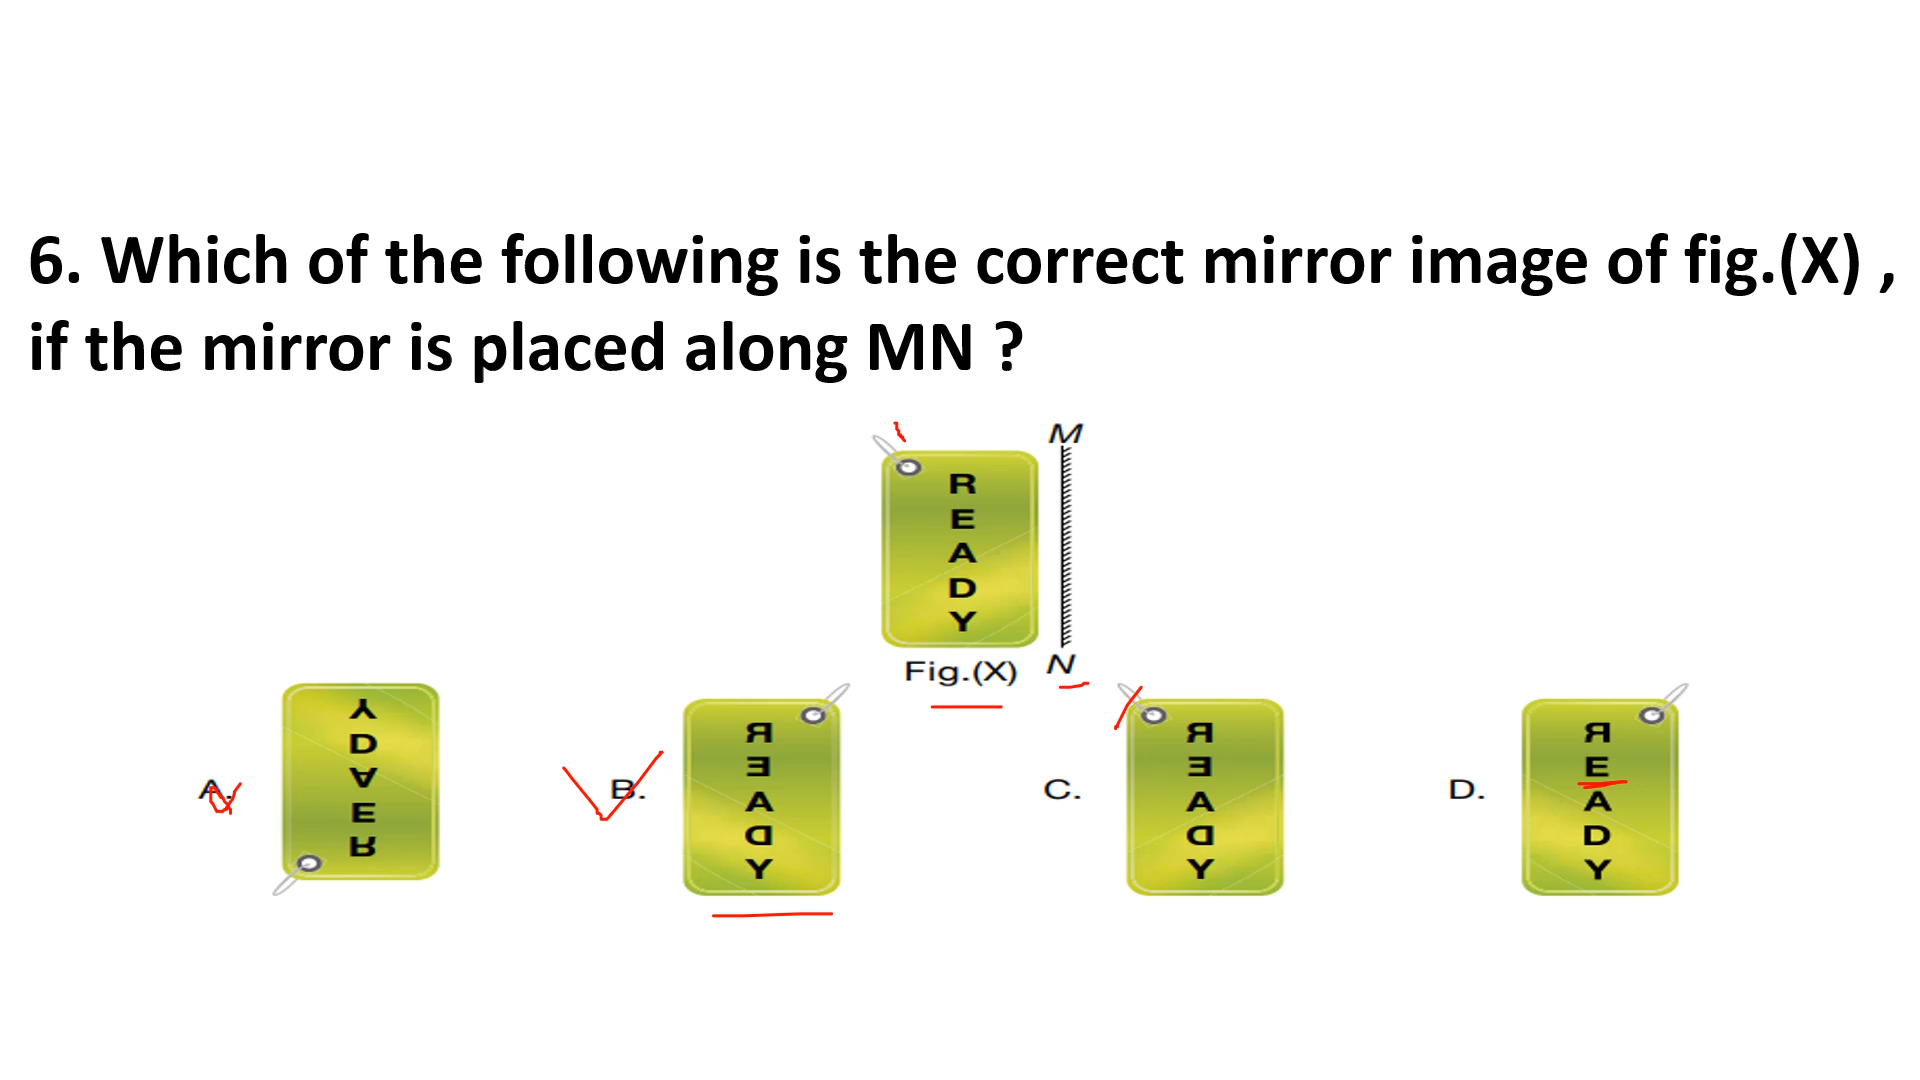 6. Which of the following is the correct mirror image of fig.(X) ,
if the mirror is placed along MN ?
M
R
E
A
D
Y
Fig.(X)
N
A.
⅄
D
∀
E
ᖉ
B.
Я
Ǝ
A
ᗡ
Y
C.
Я
Ǝ
A
ᗡ
Y
D.
Я
E
A
D
Y